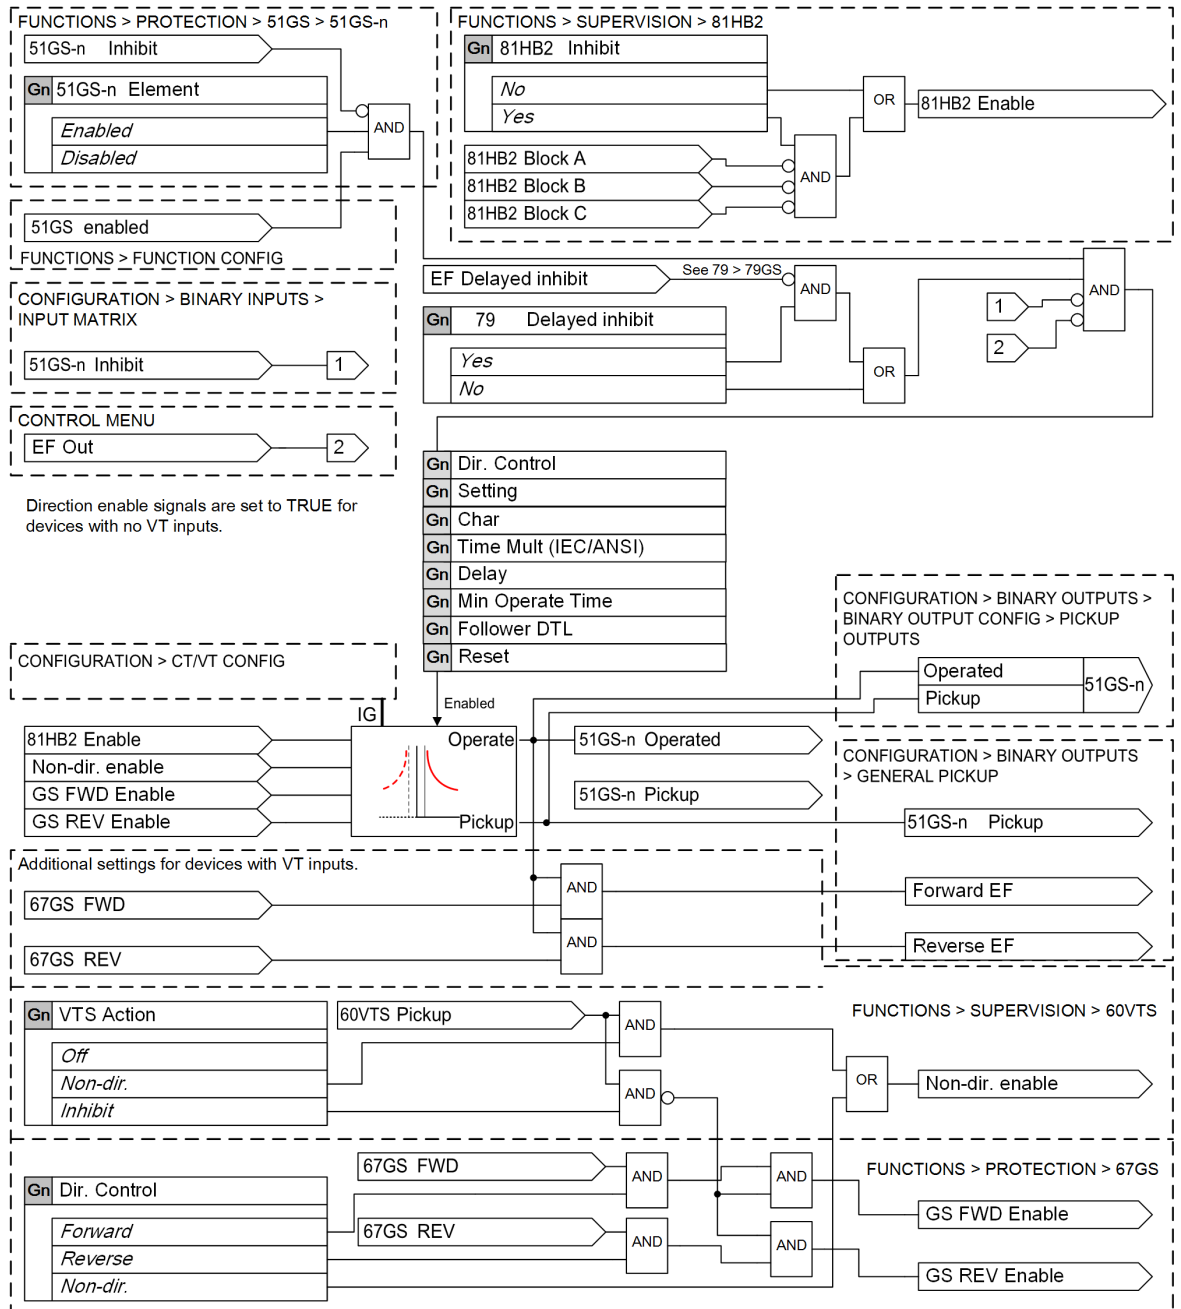 FUNCTIONS > PROTECTION > 51GS > 51GS-n
51GS-n Inhibit
Gn 51GS-n Element
Enabled
Disabled
AND
51GS enabled
FUNCTIONS > FUNCTION CONFIG
CONFIGURATION > BINARY INPUTS >
INPUT MATRIX
51GS-n Inhibit
1
CONTROL MENU
EF Out
2
Direction enable signals are set to TRUE for
devices with no VT inputs.
FUNCTIONS > SUPERVISION > 81HB2
Gn 81HB2 Inhibit
No
Yes
OR
81HB2 Enable
81HB2 Block A
81HB2 Block B
81HB2 Block C
AND
EF Delayed inhibit
See 79 > 79GS
AND
Gn 79 Delayed inhibit
Yes
No
OR
1
2
AND
Gn Dir. Control
Gn Setting
Gn Char
Gn Time Mult (IEC/ANSI)
Gn Delay
Gn Min Operate Time
Gn Follower DTL
Gn Reset
Enabled
CONFIGURATION > CT/VT CONFIG
IG
81HB2 Enable
Non-dir. enable
GS FWD Enable
GS REV Enable
Operate
Pickup
51GS-n Operated
51GS-n Pickup
CONFIGURATION > BINARY OUTPUTS >
BINARY OUTPUT CONFIG > PICKUP
OUTPUTS
Operated
Pickup
51GS-n
CONFIGURATION > BINARY OUTPUTS
> GENERAL PICKUP
51GS-n Pickup
Forward EF
Reverse EF
Additional settings for devices with VT inputs.
67GS FWD
AND
67GS REV
AND
Gn VTS Action
Off
Non-dir.
Inhibit
60VTS Pickup
AND
AND
FUNCTIONS > SUPERVISION > 60VTS
OR
Non-dir. enable
Gn Dir. Control
Forward
Reverse
Non-dir.
67GS FWD
AND
AND
67GS REV
AND
AND
FUNCTIONS > PROTECTION > 67GS
GS FWD Enable
GS REV Enable